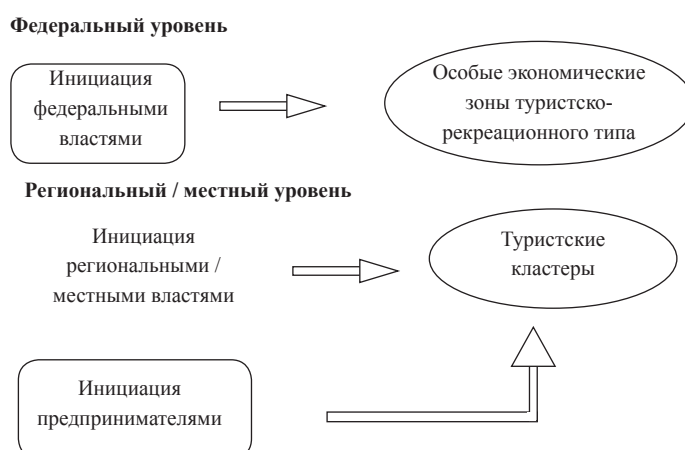 Федеральный уровень
Инициация
федеральными
властями
Особые экономические
зоны туристско-
рекреационного типа
Региональный / местный уровень
Инициация
региональными /
местными властями
Туристские
кластеры
Инициация
предпринимателями